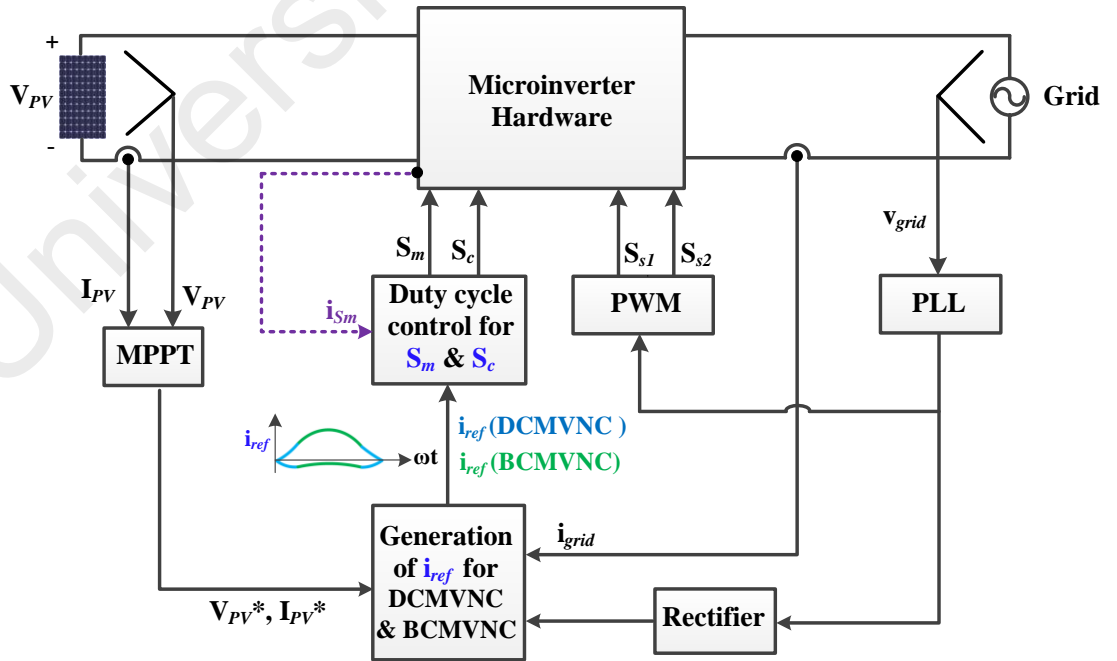 Universi
+
V_PV
-
Microinverter
Hardware
Grid
I_PV
V_PV
MPPT
i_Sm
S_m
S_c
Duty cycle
control for
S_m & S_c
S_s1
S_s2
PWM
v_grid
PLL
i_ref
ωt
i_ref (DCMVNC )
i_ref (BCMVNC)
Generation
of i_ref for
DCMVNC
& BCMVNC
i_grid
Rectifier
V_PV*, I_PV*